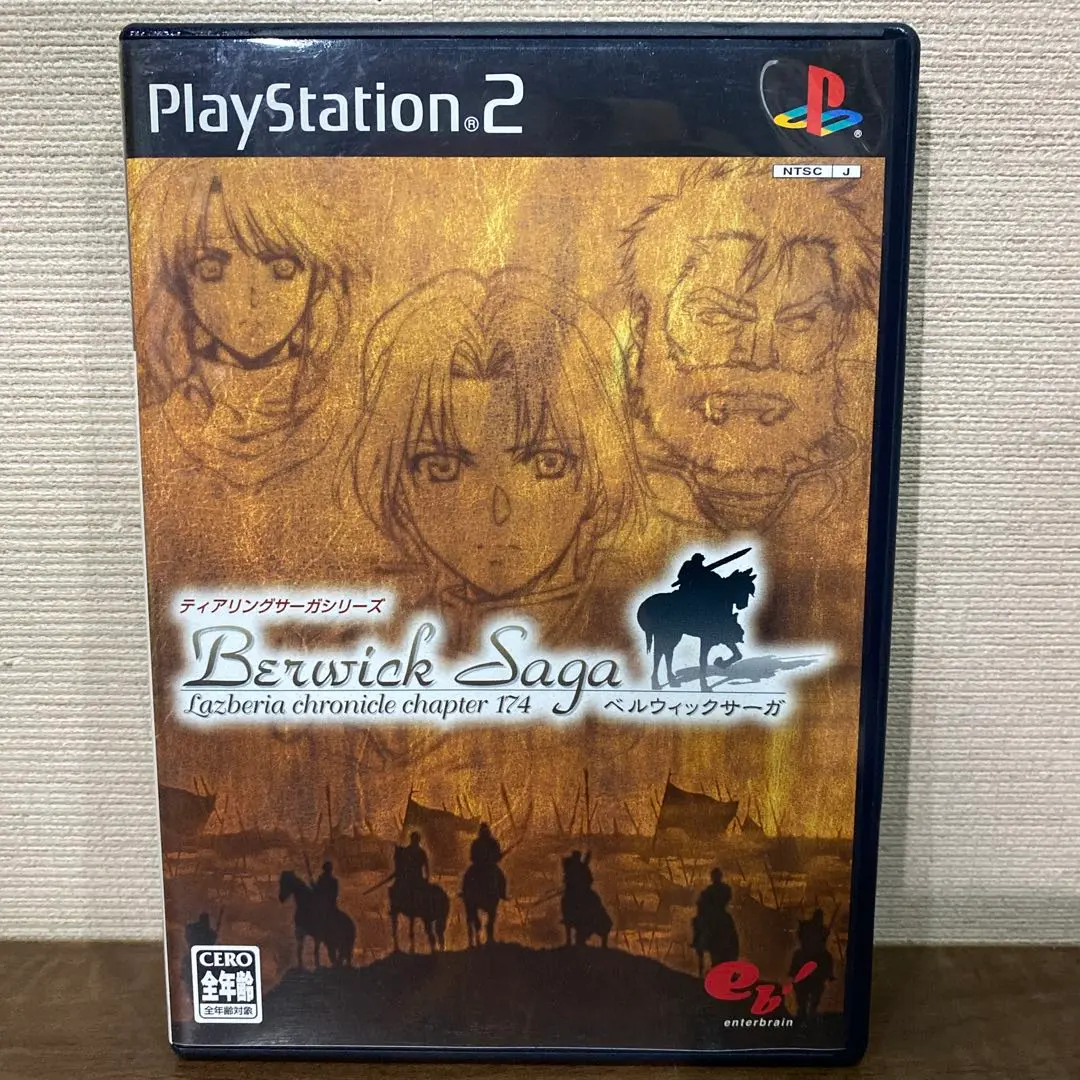 PlayStation®2
NTSC J
ティアリングサーガシリーズ
Berwick Saga
Lazberia chronicle chapter 174
ベルウィックサーガ
CERO
全年齢
全年齢対象
eb!
enterbrain